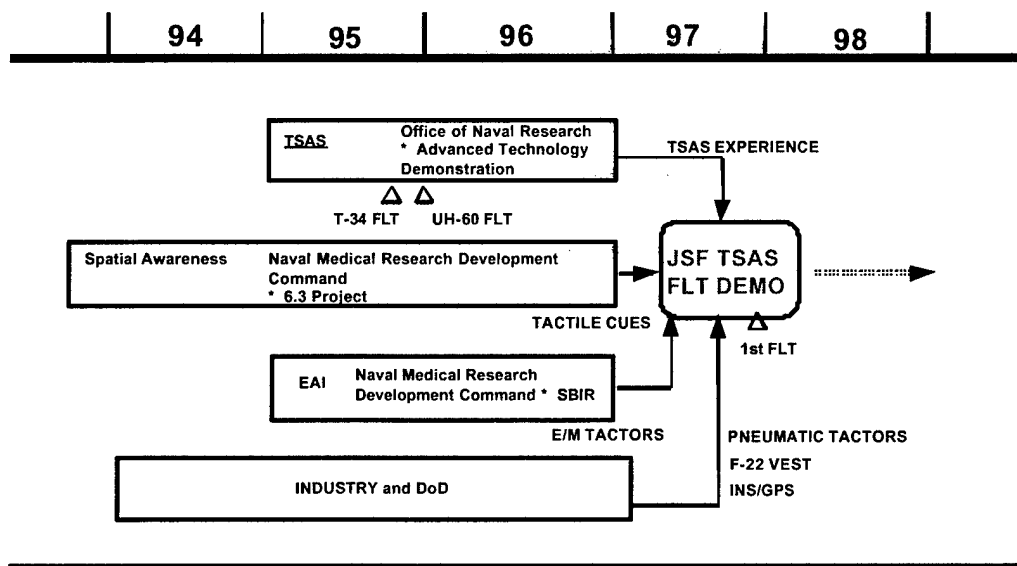 94 95 96 97 98
TSAS
Office of Naval Research
* Advanced Technology
Demonstration
TSAS EXPERIENCE
T-34 FLT
UH-60 FLT
Spatial Awareness
Naval Medical Research Development
Command
* 6.3 Project
JSF TSAS
FLT DEMO
TACTILE CUES
1st FLT
EAI
Naval Medical Research
Development Command * SBIR
E/M TACTORS
PNEUMATIC TACTORS
F-22 VEST
INS/GPS
INDUSTRY and DoD